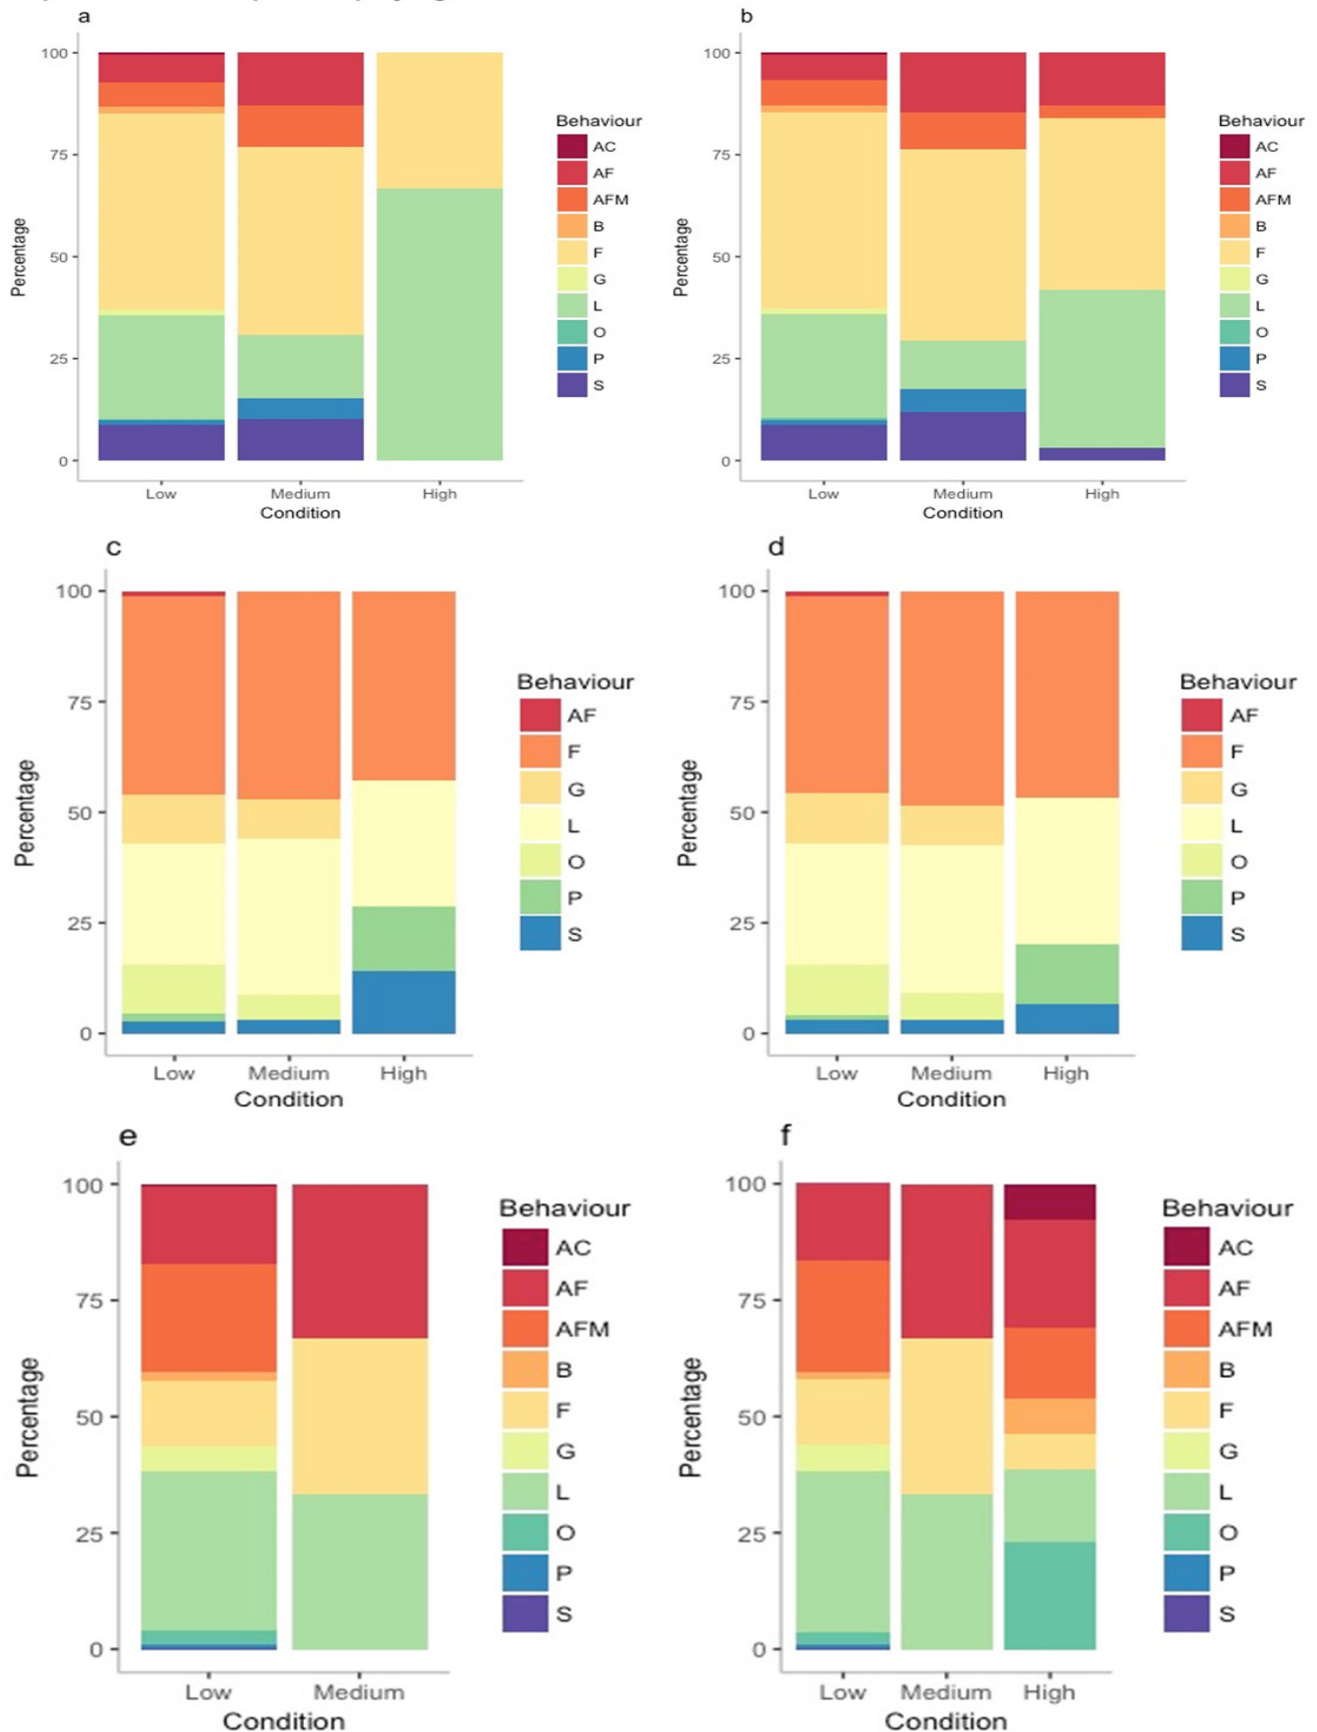 a
100
75
50
25
0
Percentage
Low Medium High
Condition
Behaviour
AC
AF
AFM
B
F
G
L
O
P
S
b
100
75
50
25
0
Percentage
Low Medium High
Condition
Behaviour
AC
AF
AFM
B
F
G
L
O
P
S
c
100
75
50
25
0
Percentage
Low Medium High
Condition
Behaviour
AF
F
G
L
O
P
S
d
100
75
50
25
0
Percentage
Low Medium High
Condition
Behaviour
AF
F
G
L
O
P
S
e
100
75
50
25
0
Percentage
Low Medium
Condition
Behaviour
AC
AF
AFM
B
F
G
L
O
P
S
f
100
75
50
25
0
Percentage
Low Medium High
Condition
Behaviour
AC
AF
AFM
B
F
G
L
O
P
S